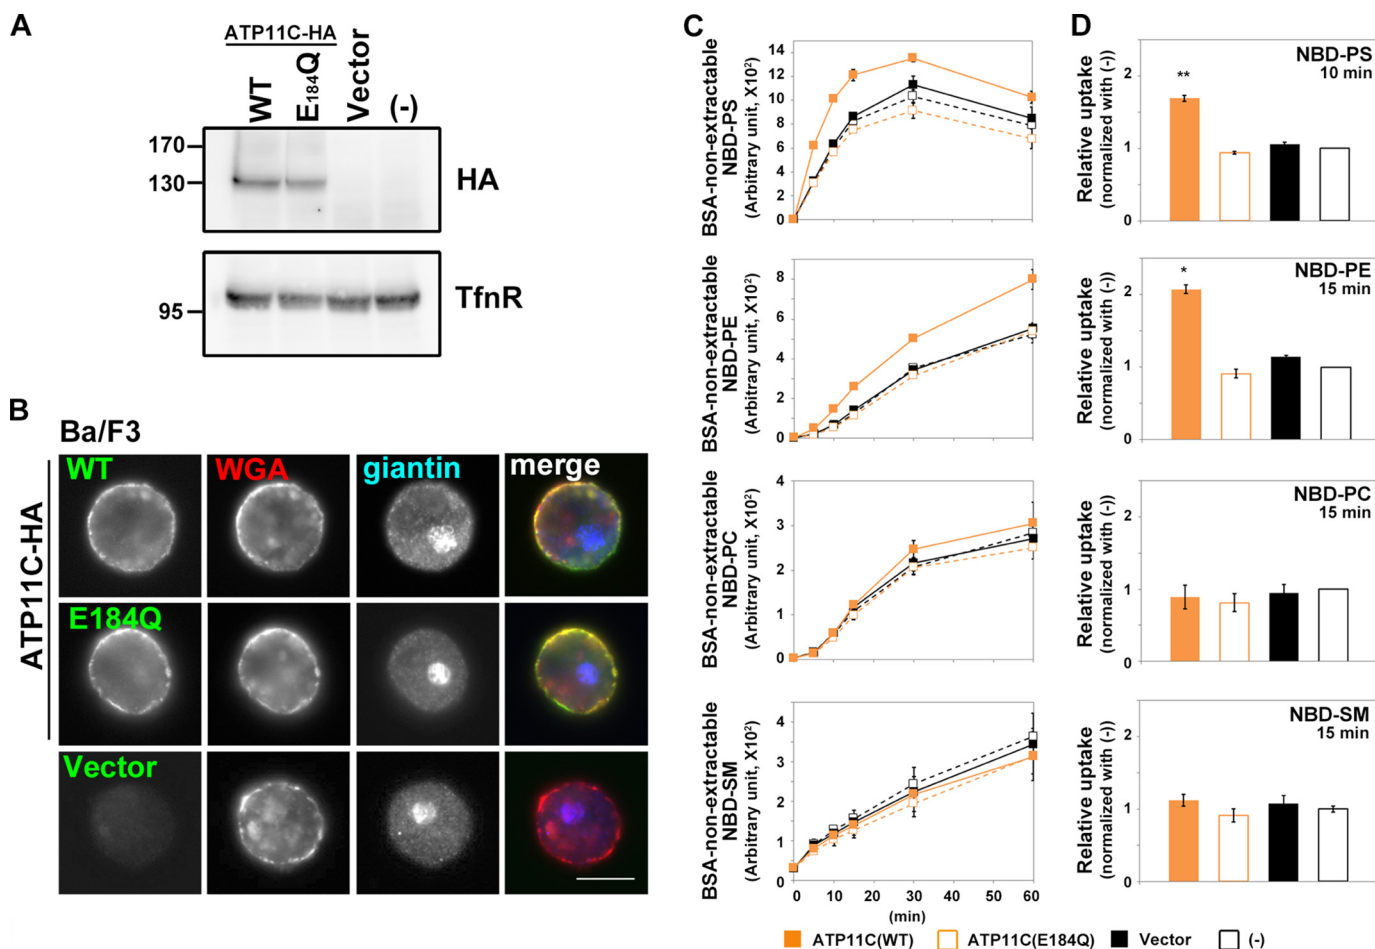 A
ATP11C-HA
WT
E184Q
Vector
(-)
170
130
HA
95
TfnR
B
Ba/F3
ATP11C-HA
WT
WGA
giantin
merge
E184Q
Vector
C
BSA-non-extractable
NBD-PS
(Arbitrary unit, X10²)
14
12
10
8
6
4
2
0
BSA-non-extractable
NBD-PE
(Arbitrary unit, X10²)
8
6
4
2
0
BSA-non-extractable
NBD-PC
(Arbitrary unit, X10²)
4
3
2
1
0
BSA-non-extractable
NBD-SM
(Arbitrary unit, X10²)
4
3
2
1
0
0 10 20 30 40 50 60
(min)
D
Relative uptake
(normalized with (-)
2
1
0
**
NBD-PS
10 min
Relative uptake
(normalized with (-)
2
1
0
*
NBD-PE
15 min
Relative uptake
(normalized with (-)
2
1
0
NBD-PC
15 min
Relative uptake
(normalized with (-)
2
1
0
NBD-SM
15 min
ATP11C(WT) ATP11C(E184Q) Vector (-)